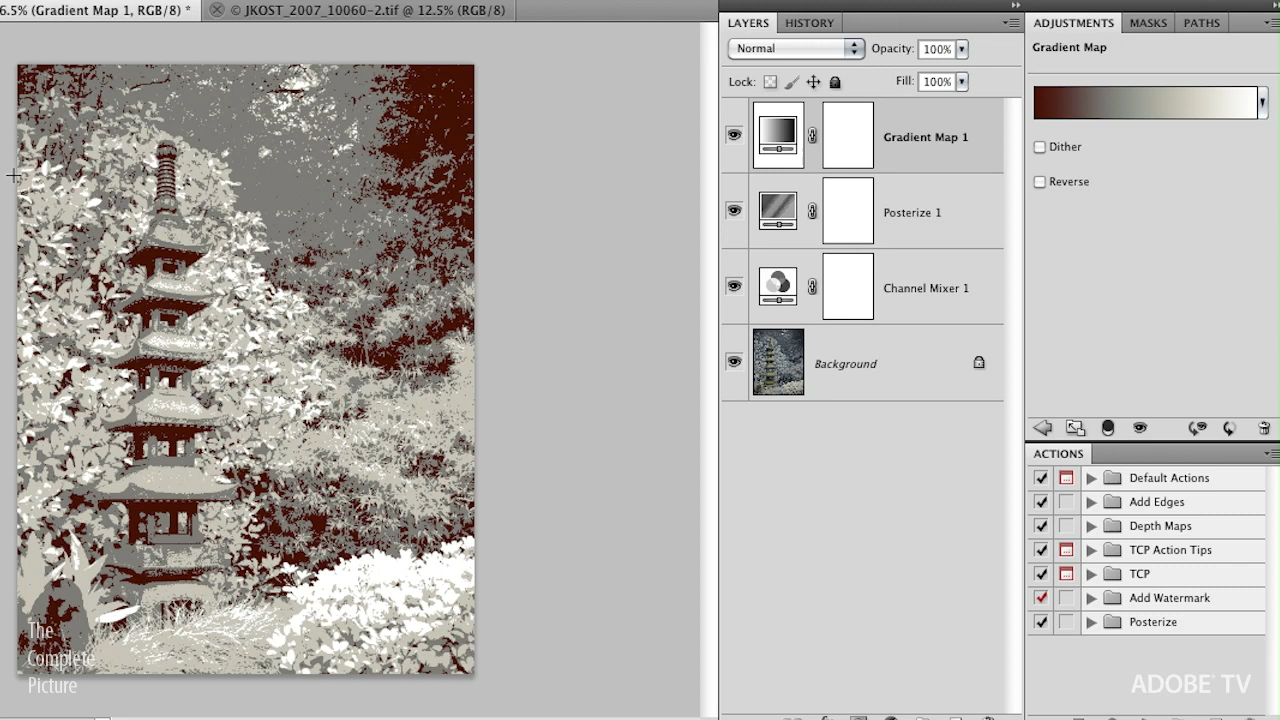 6.5% (Gradient Map 1, RGB/8) *
© JKOST_2007_10060-2.tif @ 12.5% (RGB/8)
LAYERS
HISTORY
ADJUSTMENTS
MASKS
PATHS
Normal
Opacity: 100%
Gradient Map
Lock:
Fill: 100%
Gradient Map 1
Dither
Reverse
Posterize 1
Channel Mixer 1
Background
ACTIONS
Default Actions
Add Edges
Depth Maps
TCP Action Tips
TCP
Add Watermark
Posterize
The
Complete
Picture
ADOBE® TV